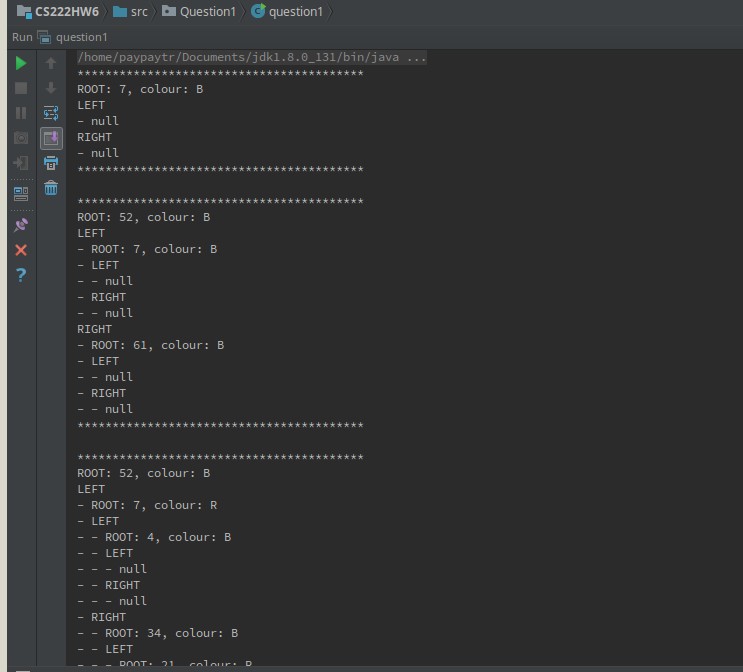 CS222HW6 src Question1 question1
Run question1
/home/paypaytr/Documents/jdk1.8.0_131/bin/java ...
*****************************************
ROOT: 7, colour: B
LEFT
- null
RIGHT
- null
*****************************************
*****************************************
ROOT: 52, colour: B
LEFT
- ROOT: 7, colour: B
- LEFT
- - null
- RIGHT
- - null
RIGHT
- ROOT: 61, colour: B
- LEFT
- - null
- RIGHT
- - null
*****************************************
*****************************************
ROOT: 52, colour: B
LEFT
- ROOT: 7, colour: R
- LEFT
- - ROOT: 4, colour: B
- - LEFT
- - - null
- - RIGHT
- - - null
- RIGHT
- - ROOT: 34, colour: B
- - LEFT
- - - ROOT: 21, colour: R